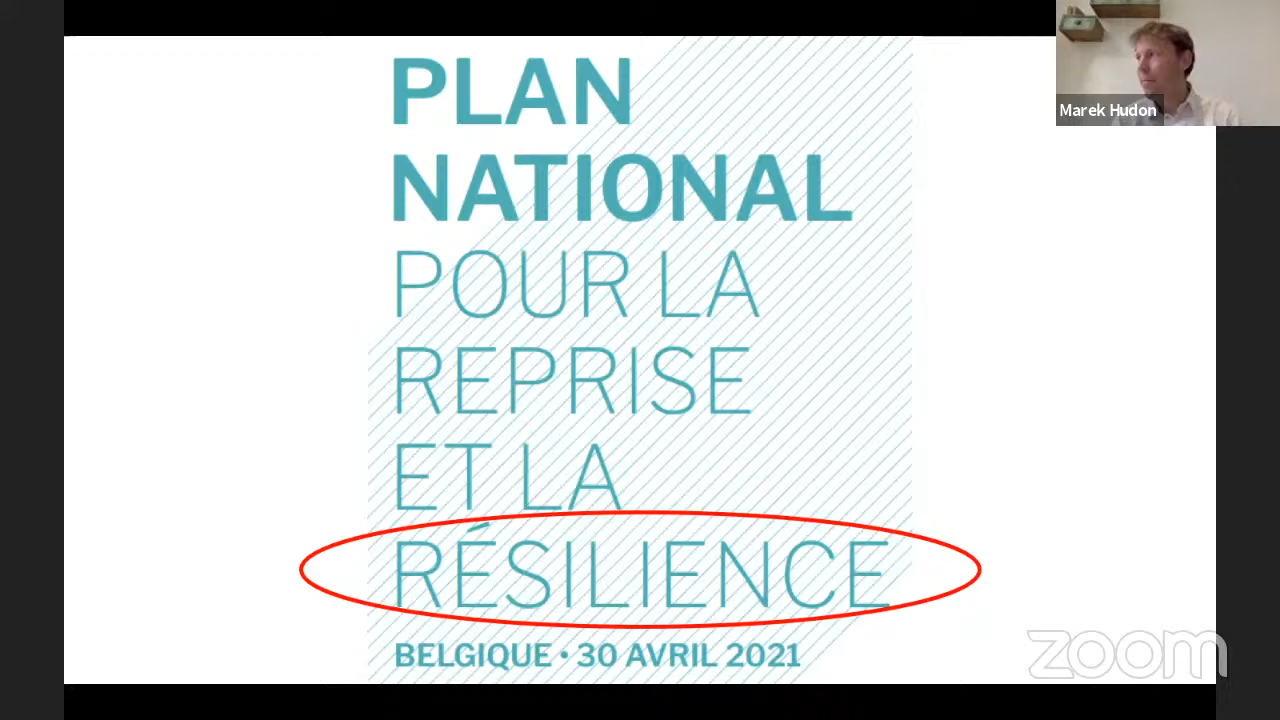 PLAN
NATIONAL
POUR LA
REPRISE
ET LA
RÉSILIENCE
BELGIQUE • 30 AVRIL 2021
Marek Hudon
zoom